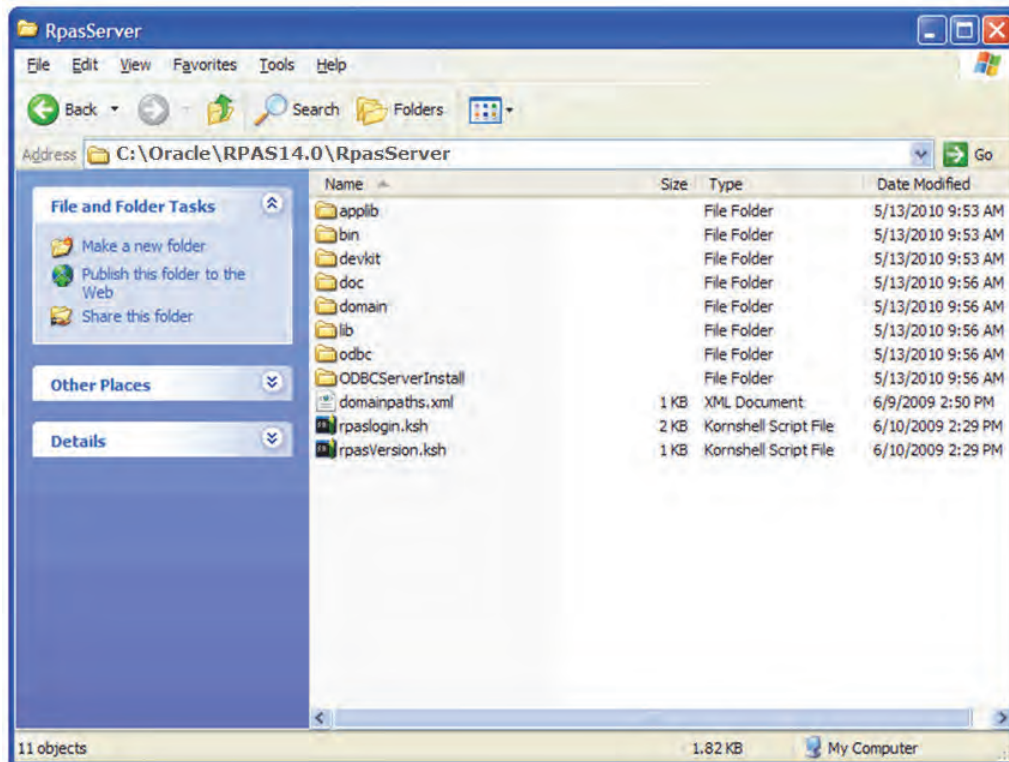 RpasServer
File Edit View Favorites Tools Help
Back Search Folders
Address C:\Oracle\RPAS14.0\RpasServer Go
File and Folder Tasks
Make a new folder
Publish this folder to the
Web
Share this folder
Other Places
Details
Name Size Type Date Modified
applib File Folder 5/13/2010 9:53 AM
bin File Folder 5/13/2010 9:53 AM
devkit File Folder 5/13/2010 9:53 AM
doc File Folder 5/13/2010 9:56 AM
domain File Folder 5/13/2010 9:56 AM
lib File Folder 5/13/2010 9:56 AM
odbc File Folder 5/13/2010 9:56 AM
ODBCServerInstall File Folder 5/13/2010 9:56 AM
domainpaths.xml 1 KB XML Document 6/9/2009 2:50 PM
rpaslogin.ksh 2 KB Kornshell Script File 6/10/2009 2:29 PM
rpasVersion.ksh 1 KB Kornshell Script File 6/10/2009 2:29 PM
11 objects 1.82 KB My Computer